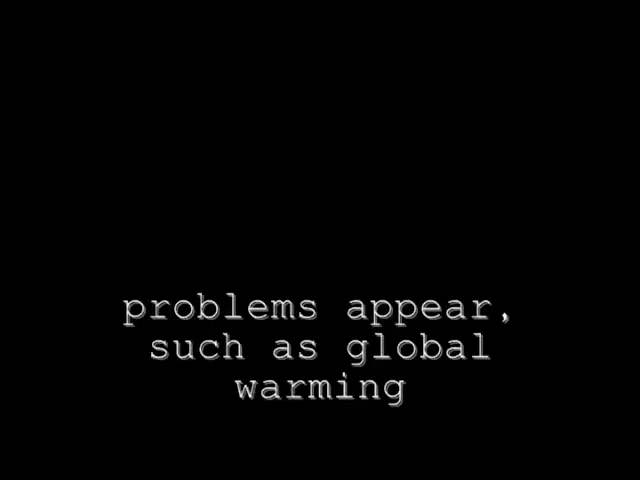 problems appear,
such as global
warming